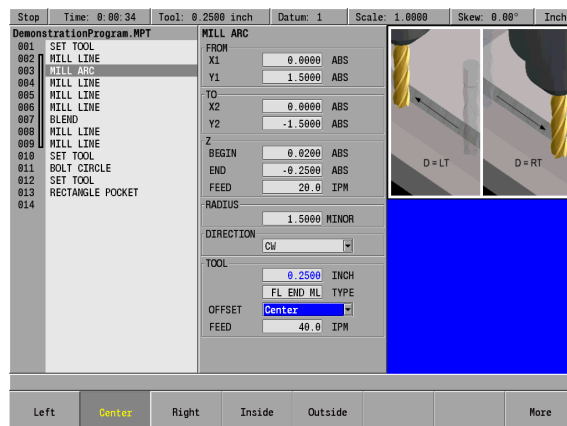 Stop Time: 0:00:34 Tool: 0.2500 inch Datum: 1 Scale: 1.0000 Skew: 0.00° Inch
DemonstrationProgram.MPT
001 SET TOOL
002 MILL LINE
003 MILL ARC
004 MILL LINE
005 MILL LINE
006 MILL LINE
007 BLEND
008 MILL LINE
009 MILL LINE
010 SET TOOL
011 BOLT CIRCLE
012 SET TOOL
013 RECTANGLE POCKET
014
MILL ARC
FROM
X1 0.0000 ABS
Y1 1.5000 ABS
TO
X2 0.0000 ABS
Y2 -1.5000 ABS
Z
BEGIN 0.0200 ABS
END -0.2500 ABS
FEED 20.0 IPM
RADIUS
1.5000 MINOR
DIRECTION
CW
TOOL
0.2500 INCH
FL END ML TYPE
OFFSET Center
FEED 40.0 IPM
D = LT
D = RT
Left Center Right Inside Outside More